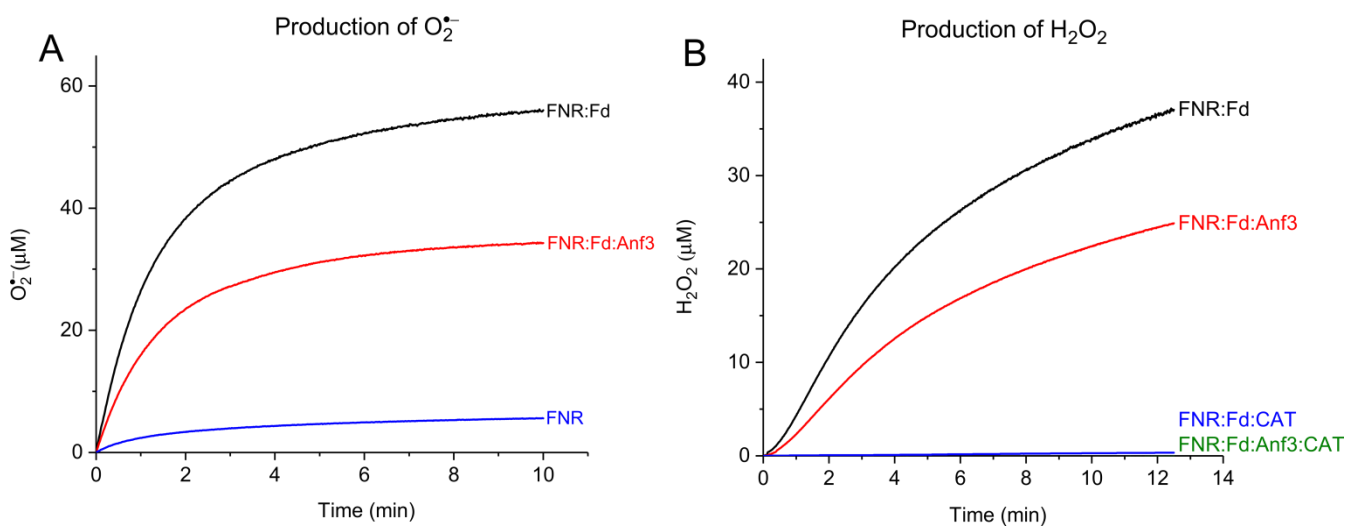 Production of O₂•⁻
A
O₂•⁻(μM)
60
40
20
0
0 2 4 6 8 10
Time (min)
FNR:Fd
FNR:Fd:Anf3
FNR
Production of H₂O₂
B
H₂O₂ (μM)
40
30
20
10
0
0 2 4 6 8 10 12 14
Time (min)
FNR:Fd
FNR:Fd:Anf3
FNR:Fd:CAT
FNR:Fd:Anf3:CAT